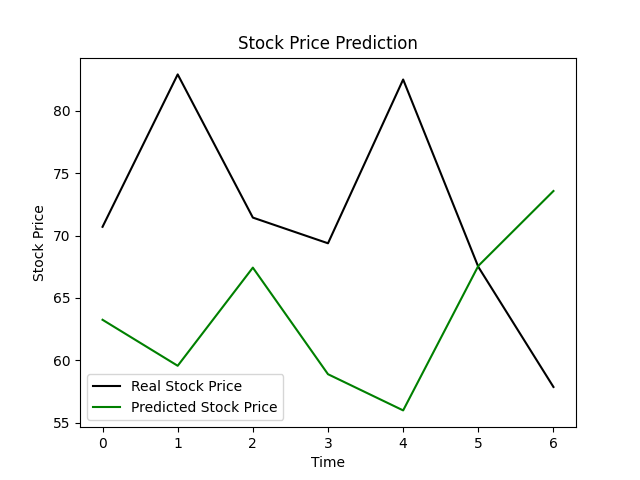 Stock Price Prediction
Stock Price
80
75
70
65
60
55
Real Stock Price
Predicted Stock Price
0 1 2 3 4 5 6
Time